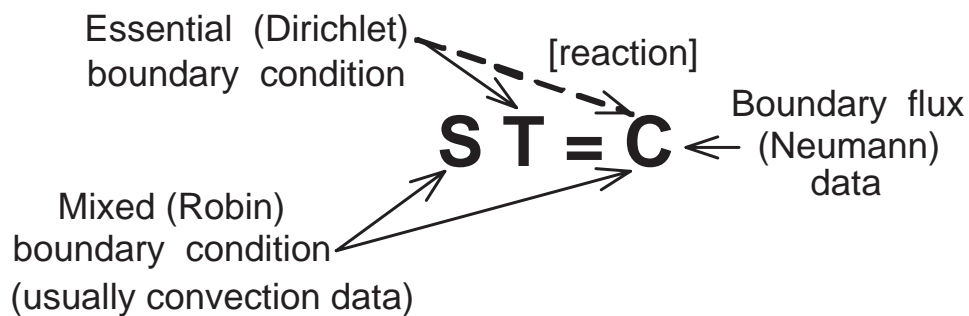 Essential (Dirichlet)
boundary condition
[reaction]
S T = C
Boundary flux
(Neumann)
data
Mixed (Robin)
boundary condition
(usually convection data)